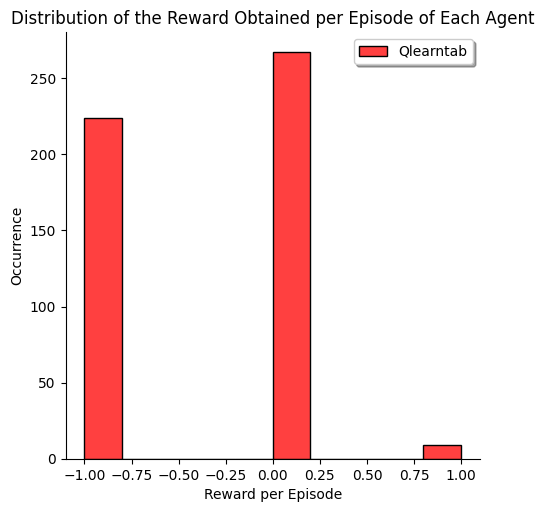 Distribution of the Reward Obtained per Episode of Each Agent
Qlearntab
Occurrence
250
200
150
100
50
0
−1.00 −0.75 −0.50 −0.25 0.00 0.25 0.50 0.75 1.00
Reward per Episode